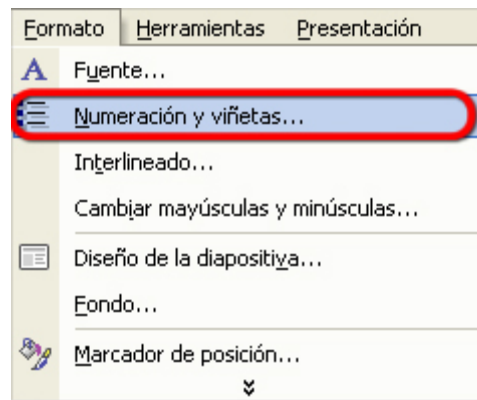 Formato Herramientas Presentación
Fuente...
Numeración y viñetas...
Interlineado...
Cambiar mayúsculas y minúsculas...
Diseño de la diapositiva...
Fondo...
Marcador de posición...